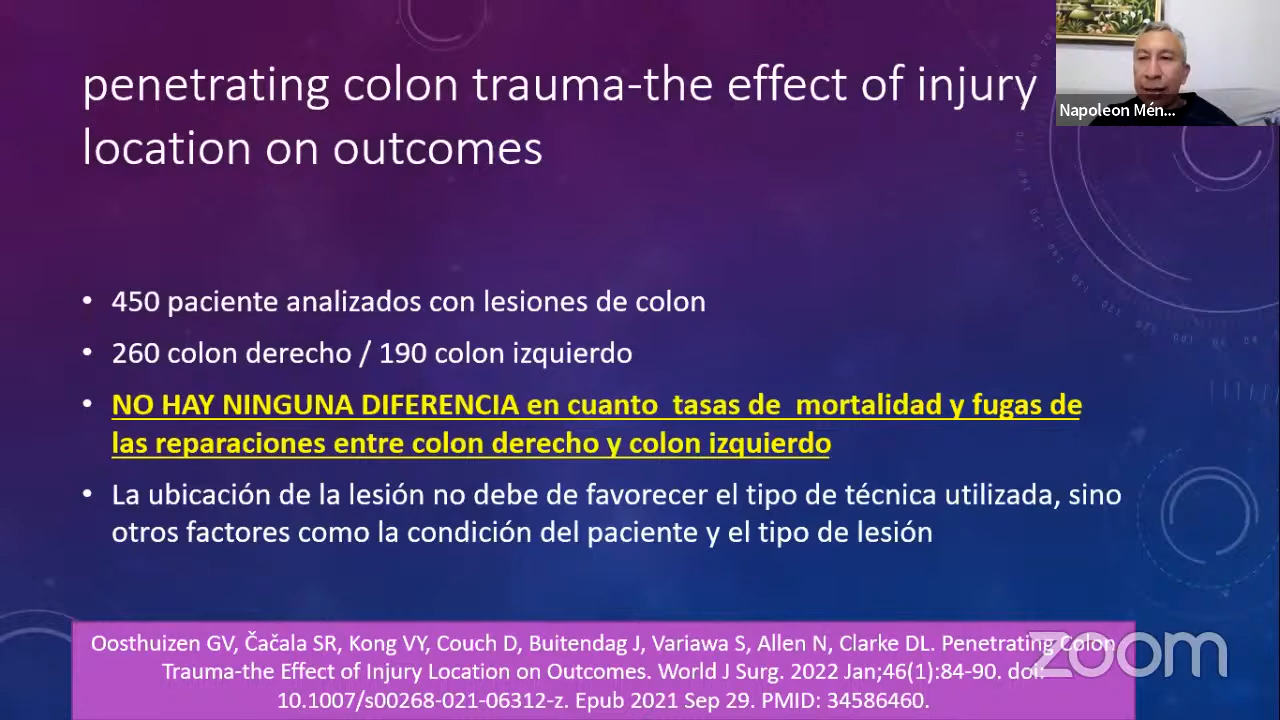 penetrating colon trauma-the effect of injury
location on outcomes
Napoleon Mén...
• 450 paciente analizados con lesiones de colon
• 260 colon derecho / 190 colon izquierdo
• NO HAY NINGUNA DIFERENCIA en cuanto tasas de mortalidad y fugas de
las reparaciones entre colon derecho y colon izquierdo
• La ubicación de la lesión no debe de favorecer el tipo de técnica utilizada, sino
otros factores como la condición del paciente y el tipo de lesión
Oosthuizen GV, Čačala SR, Kong VY, Couch D, Buitendag J, Variawa S, Allen N, Clarke DL. Penetrating Colon
Trauma-the Effect of Injury Location on Outcomes. World J Surg. 2022 Jan;46(1):84-90. doi:
10.1007/s00268-021-06312-z. Epub 2021 Sep 29. PMID: 34586460.
zoom